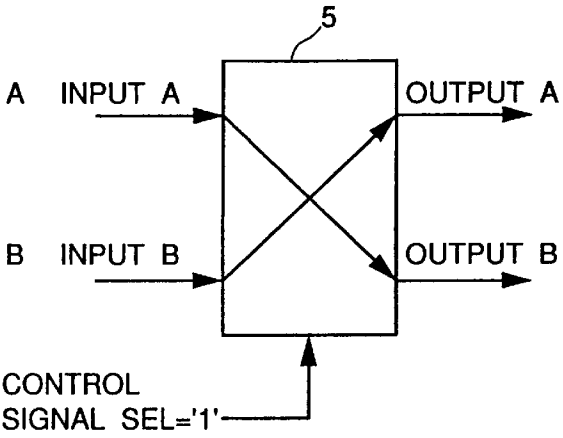 5
A INPUT A
OUTPUT A
B INPUT B
OUTPUT B
CONTROL
SIGNAL SEL='1'